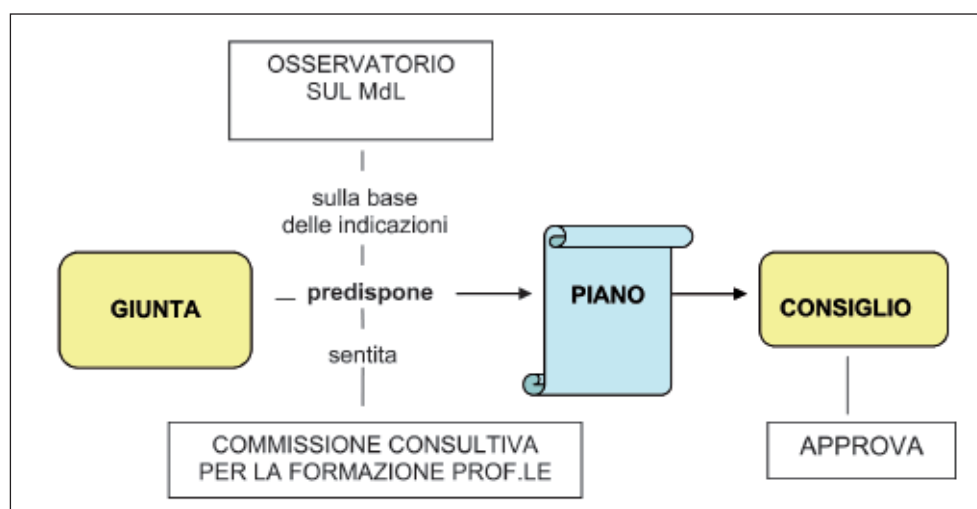 OSSERVATORIO
SUL MdL
sulla base
delle indicazioni
GIUNTA
predispone
PIANO
CONSIGLIO
sentita
COMMISSIONE CONSULTIVA
PER LA FORMAZIONE PROF.LE
APPROVA